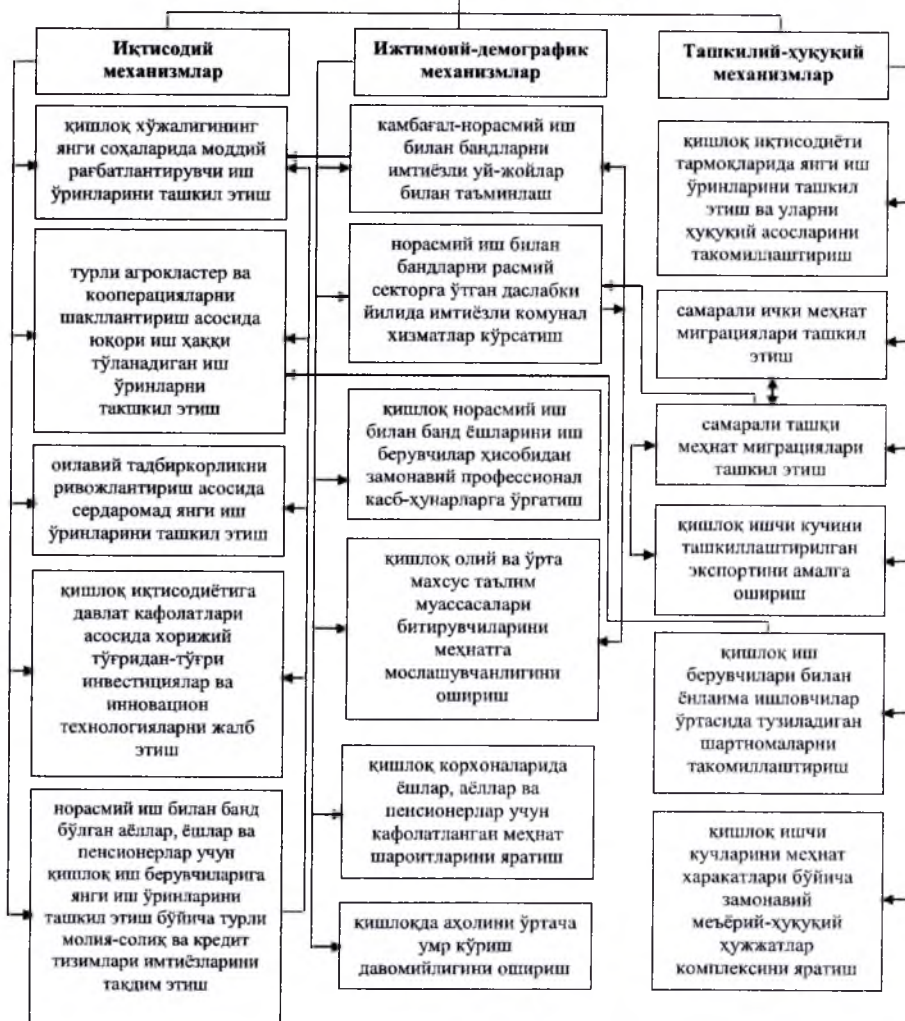 Иқтисодий
механизмлар
қишлоқ хўжалигининг
янги соҳаларида моддий
рағбатлантирувчи иш
ўринларини ташкил этиш
турли агрокластер ва
кооперацияларни
шакллантириш асосида
юқори иш ҳаққи
тўланадиган иш
ўринларни
такшкил этиш
оилавий тадбиркорликни
ривожлантириш асосида
сердаромад янги иш
ўринларини ташкил этиш
қишлоқ иқтисодиётига
давлат кафолатлари
асосида хорижий
тўғридан-тўғри
инвестициялар ва
инновацион
технологияларни жалб
этиш
норасмий иш билан банд
бўлган аёллар, ёшлар ва
пенсионерлар учун
қишлоқ иш берувчиларига
янги иш ўринларини
ташкил этиш бўйича турли
молия-солиқ ва кредит
тизимлари имтиёзларини
тақдим этиш
Ижтимоий-демографик
механизмлар
камбағал-норасмий иш
билан бандларни
имтиёзли уй-жойлар
билан таъминлаш
норасмий иш билан
бандларни расмий
секторга ўтган даслабки
йилида имтиёзли комунал
хизматлар кўрсатиш
қишлоқ норасмий иш
билан банд ёшларини иш
берувчилар ҳисобидан
замонавий профессионал
касб-ҳунарларга ўргатиш
қишлоқ олий ва ўрта
махсус таълим
муассасалари
битирувчиларини
меҳнатга
мослашувчанлигини
ошириш
қишлоқ корхоналарида
ёшлар, аёллар ва
пенсионерлар учун
кафолатланган меҳнат
шароитларини яратиш
қишлоқда аҳолини ўртача
умр кўриш
давомийлигини ошириш
Ташкилий-ҳуқуқий
механизмлар
қишлоқ иқтисодиёти
тармоқларида янги иш
ўринларини ташкил
этиш ва уларни
ҳуқуқий асосларини
такомиллаштириш
самарали ички меҳнат
миграциялари ташкил
этиш
самарали ташқи
меҳнат миграциялари
ташкил этиш
қишлоқ ишчи кучини
ташкиллаштирилган
экспортини амалга
ошириш
қишлоқ иш
берувчилари билан
ёнланма ишловчилар
ўртасида тузиладиган
шартномаларни
такомиллаштириш
қишлоқ ишчи
кучларини меҳнат
харакатлари бўйича
замонавий
меъёрий-ҳуқуқий
ҳужжатлар
комплексини яратиш